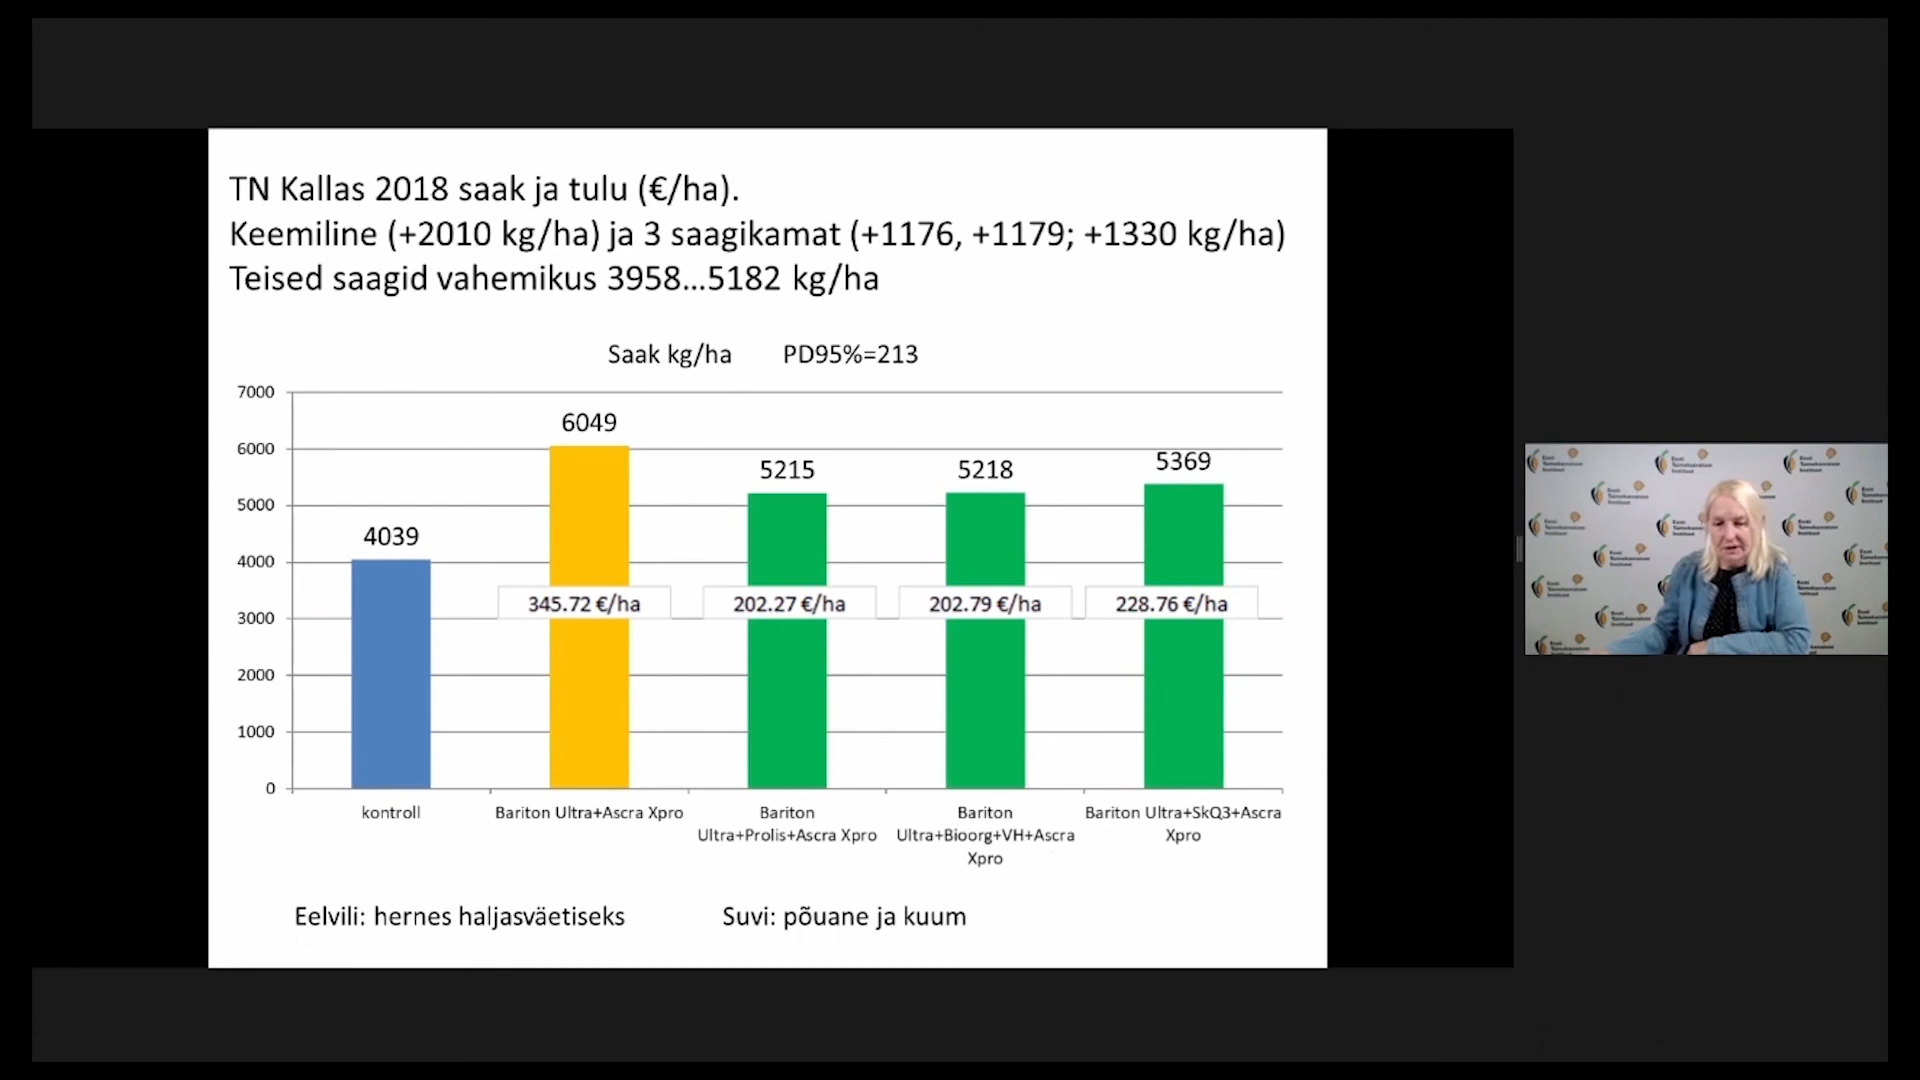 TN Kallas 2018 saak ja tulu (€/ha).
Keemiline (+2010 kg/ha) ja 3 saagikamat (+1176, +1179; +1330 kg/ha)
Teised saagid vahemikus 3958...5182 kg/ha
Saak kg/ha PD95%=213
7000
6000
5000
4000
3000
2000
1000
0
4039
6049
5215
5218
5369
345.72 €/ha
202.27 €/ha
202.79 €/ha
228.76 €/ha
kontroll
Bariton Ultra+Ascra Xpro
Bariton
Ultra+Prolis+Ascra Xpro
Bariton
Ultra+Bioorg+VH+Ascra
Xpro
Bariton Ultra+SkQ3+Ascra
Xpro
Eelvili: hernes haljasväetiseks
Suvi: põuane ja kuum
Eesti
Taimekasvatuse
Instituut